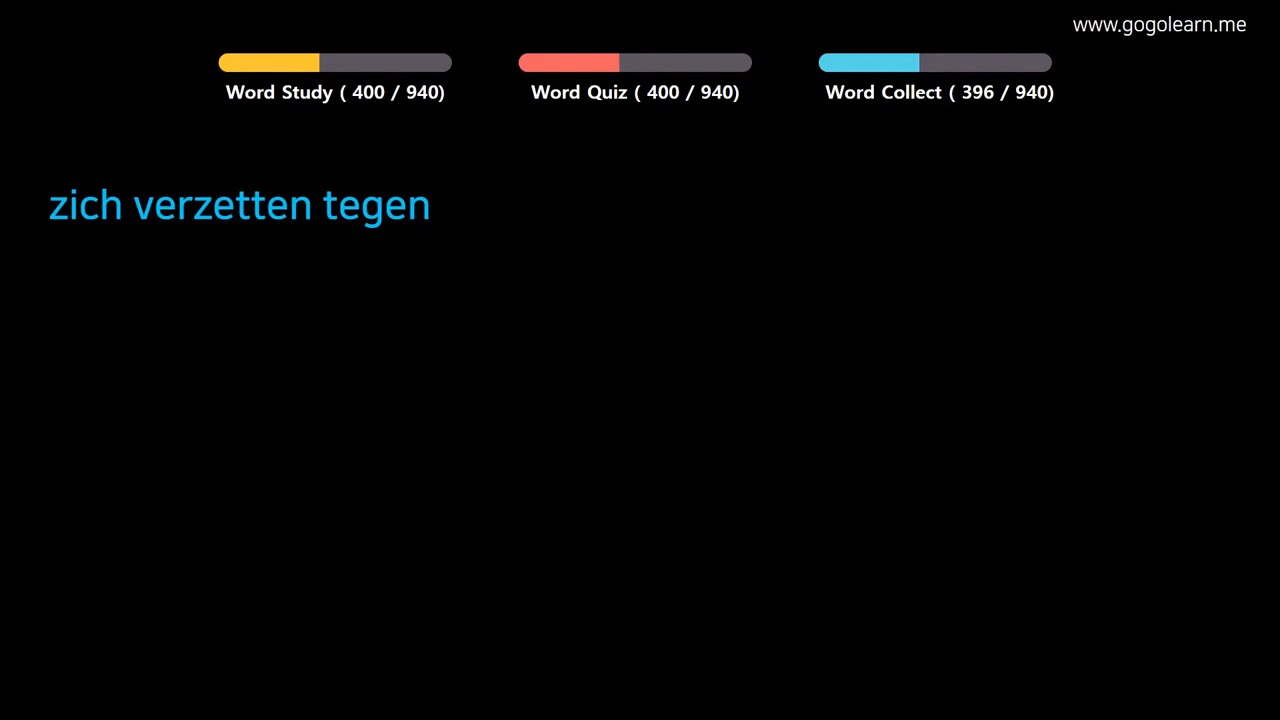 www.gogolearn.me
Word Study ( 400 / 940)
Word Quiz ( 400 / 940)
Word Collect ( 396 / 940)
zich verzetten tegen